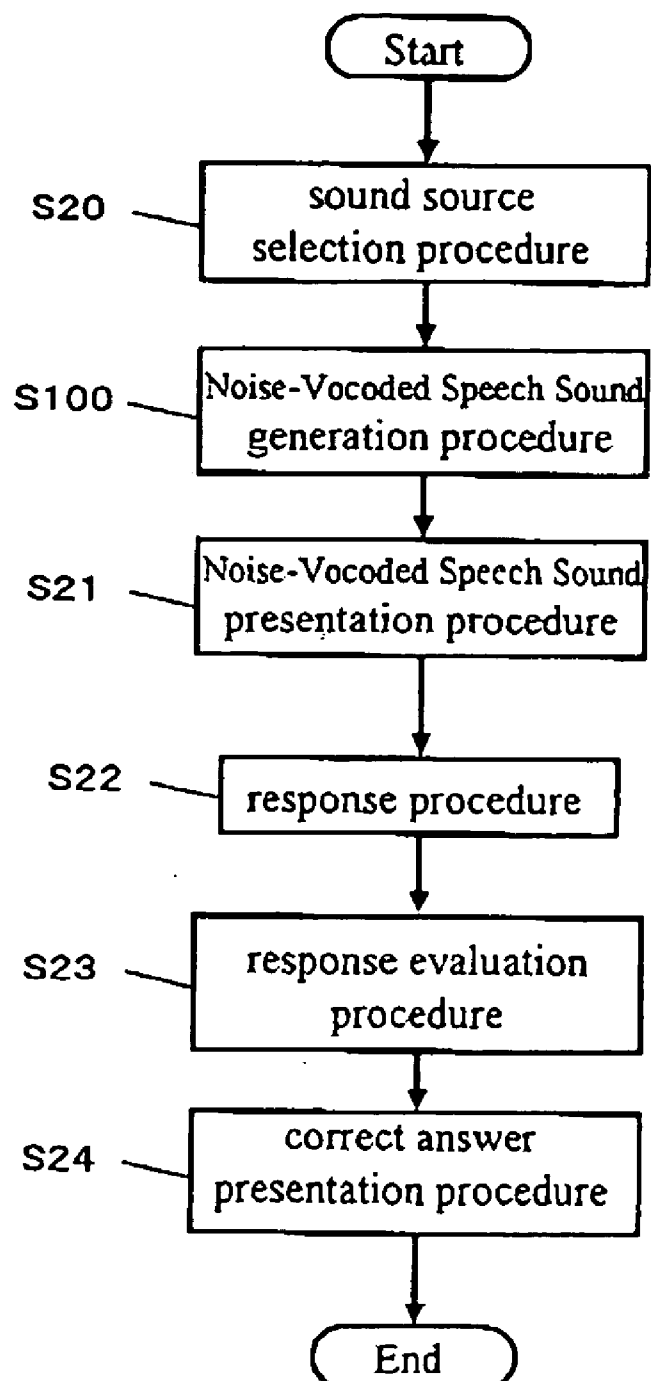 Start
S20
sound source
selection procedure
S100
Noise-Vocoded Speech Sound
generation procedure
S21
Noise-Vocoded Speech Sound
presentation procedure
S22
response procedure
S23
response evaluation
procedure
S24
correct answer
presentation procedure
End